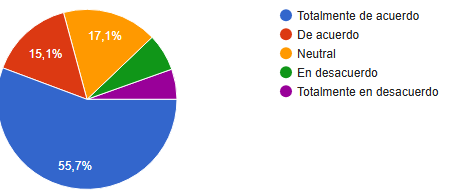 17,1%
15,1%
55,7%
Totalmente de acuerdo
De acuerdo
Neutral
En desacuerdo
Totalmente en desacuerdo